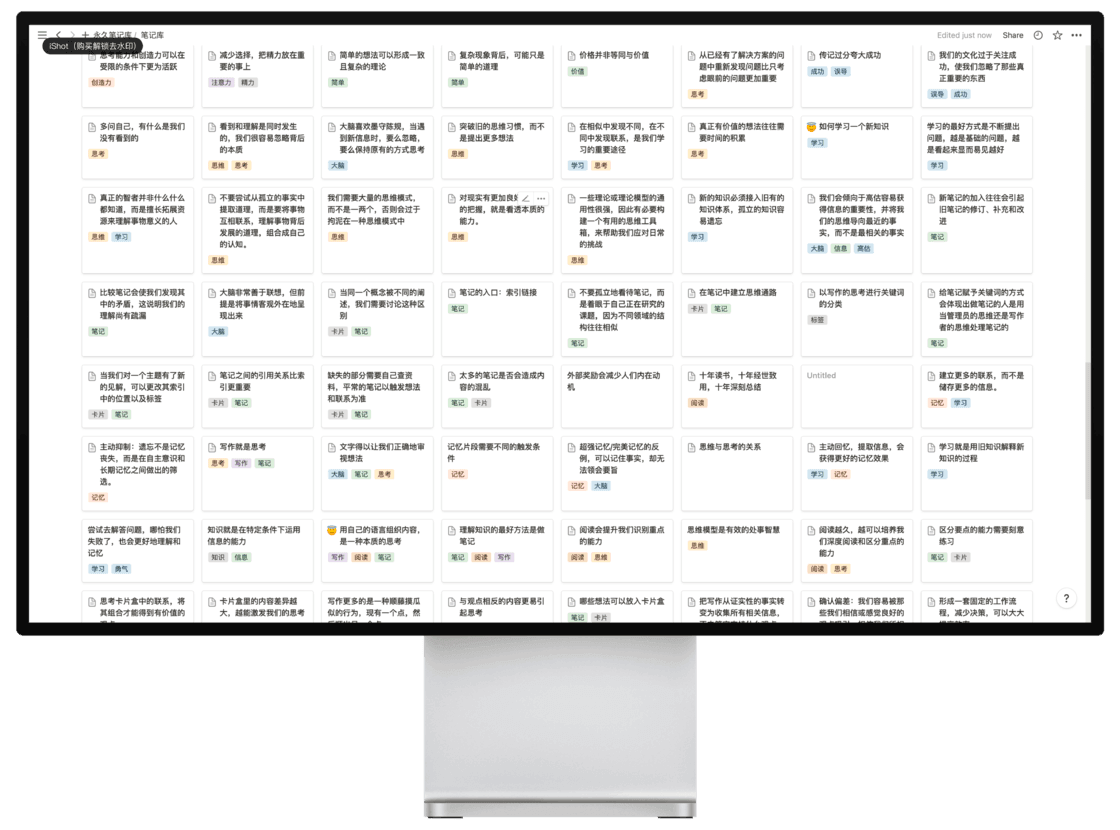 永久笔记库 / 笔记库
Edited just now Share
iShot（购买解锁去水印）
思考能力和创造力可以在
受限的条件下更为活跃
创造力
减少选择，把精力放在重
要的事上
注意力 精力
简单的想法可以形成一致
且复杂的理论
简单
复杂现象背后，可能只是
简单的道理
简单
价格并非等同与价值
价值
从已经有了解决方案的问
题中重新发现问题比只考
虑眼前的问题更加重要
思考
传记过分夸大成功
成功 误导
我们的文化过于关注成
功，使我们忽略了那些真
正重要的东西
误导 成功
多问自己，有什么是我们
没有看到的
思考
看到和理解是同时发生
的，我们很容易忽略背后
的本质
思维 思考
大脑喜欢墨守陈规，当遇
到新信息时，要么忽略，
要么保持原有的方式思考
大脑
突破旧的思维习惯，而不
是提出更多想法
思维
在相似中发现不同，在不
同中发现联系，是我们学
习的重要途径
学习 思考
真正有价值的想法往往需
要时间的积累
思考
如何学习一个新知识
学习
学习的最好方式是不断提出
问题，越是基础的问题，越
是看起来显而易见越好
学习
真正的智者并非什么什么
都知道，而是擅长拓展资
源来理解事物意义的人
思维 学习
不要尝试从孤立的事实中
提取道理，而是要将事物
互相联系，理解事物背后
发展的道理。组合成自己
的认知。
思维
我们需要大量的思维模式，
而不是一两个，否则会过于
拘泥在一种思维模式中
思维
对现实有更加良好
的把握，就是看透本质的
能力。
思维
一些理论或理论模型的通
用性很强，因此有必要构
建一个有用的思维工具
箱，来帮助我们应对日常
的挑战
思维
新的知识必须接入旧有的
知识体系，孤立的知识容
易遗忘
学习
我们会倾向于高估容易获
得信息的重要性，并将我
们的思维导向最近的事
实，而不是最相关的事实
大脑 信息 高估
新笔记的加入往往会引起
旧笔记的修订、补充和改
进
笔记
比较笔记会使我们发现其
中的矛盾，这说明我们的
理解尚有疏漏
笔记
大脑非常善于联想，但前
提是将事情客观外在地呈
现出来
大脑
当同一个概念被不同的阐
述，我们需要讨论这种区
别
卡片 笔记
笔记的入口：索引链接
笔记
不要孤立地看待笔记，而
是着眼于自己正在研究的
课题，因为不同领域的结
构往往相似
笔记
在笔记中建立思维通路
卡片 笔记
以写作的思考进行关键词
的分类
标签
给笔记赋予关键词的方式
会体现出做笔记的人是用
当管理员的思维还是写作
者的思维处理笔记的
笔记
当我们对一个主题有了新
的见解，可以更改其索引
中的位置以及标签
卡片 笔记
笔记之间的引用关系比索
引更重要
卡片 笔记
缺失的部分需要自己查资
料，平常的笔记以触发想法
和联系为准
卡片 笔记
太多的笔记是否会造成内
容的混乱
笔记 卡片
外部奖励会减少人们内在动
机
十年读书，十年经世致
用，十年深刻总结
阅读
Untitled
建立更多的联系，而不是
储存更多的信息。
记忆 学习
主动抑制：遗忘不是记忆
丧失，而是在自主意识和
长期记忆之间做出的筛
选。
记忆
写作就是思考
思考 写作 笔记
文字得以让我们正确地审
视想法
大脑 笔记 思考
记忆片段需要不同的触发条
件
记忆
超强记忆/完美记忆的反
例，可以记住事实，却无
法领会要旨
记忆 大脑
思维与思考的关系
主动回忆，提取信息，会
获得更好的记忆效果
学习 记忆
学习就是用旧知识解释新
知识的过程
学习
尝试去解答问题，哪怕我们
失败了，也会更好地理解和
记忆
学习 勇气
知识就是在特定条件下运用
信息的能力
知识 信息
用自己的语言组织内容，
是一种本质的思考
写作 阅读 笔记
理解知识的最好方法是做
笔记
笔记 阅读 写作
阅读会提升我们识别重点
的能力
阅读 思维
思维模型是有效的处事智慧
思维
阅读越久，越可以培养我
们深度阅读和区分重点的
能力
阅读 思考
区分要点的能力需要刻意
练习
笔记 卡片
思考卡片盒中的联系，将
其组合才能得到有价值的
卡片盒里的内容差异越
大，越能激发我们的思考
写作更多的是一种顺藤摸瓜
似的行为，现有一个点，然
与观点相反的内容更易引
起思考
哪些想法可以放入卡片盒
笔记 卡片
把写作从证实性的事实转
变为收集所有相关信息，
确认偏差：我们容易被那
些我们相信或感觉良好的
形成一套固定的工作流
程，减少决策，可以大大
?